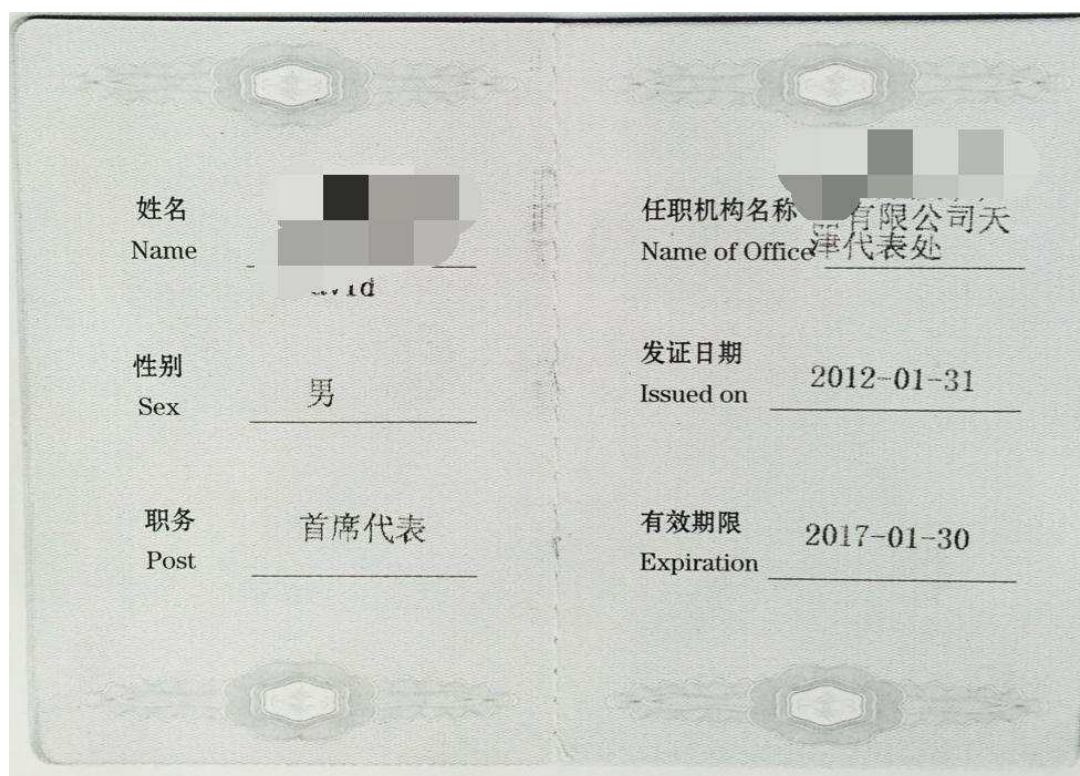 姓名
Name
性别
Sex
男
职务
Post
首席代表
任职机构名称
有限公司天
Name of Office
津代表处
发证日期
Issued on
2012-01-31
有效期限
Expiration
2017-01-30